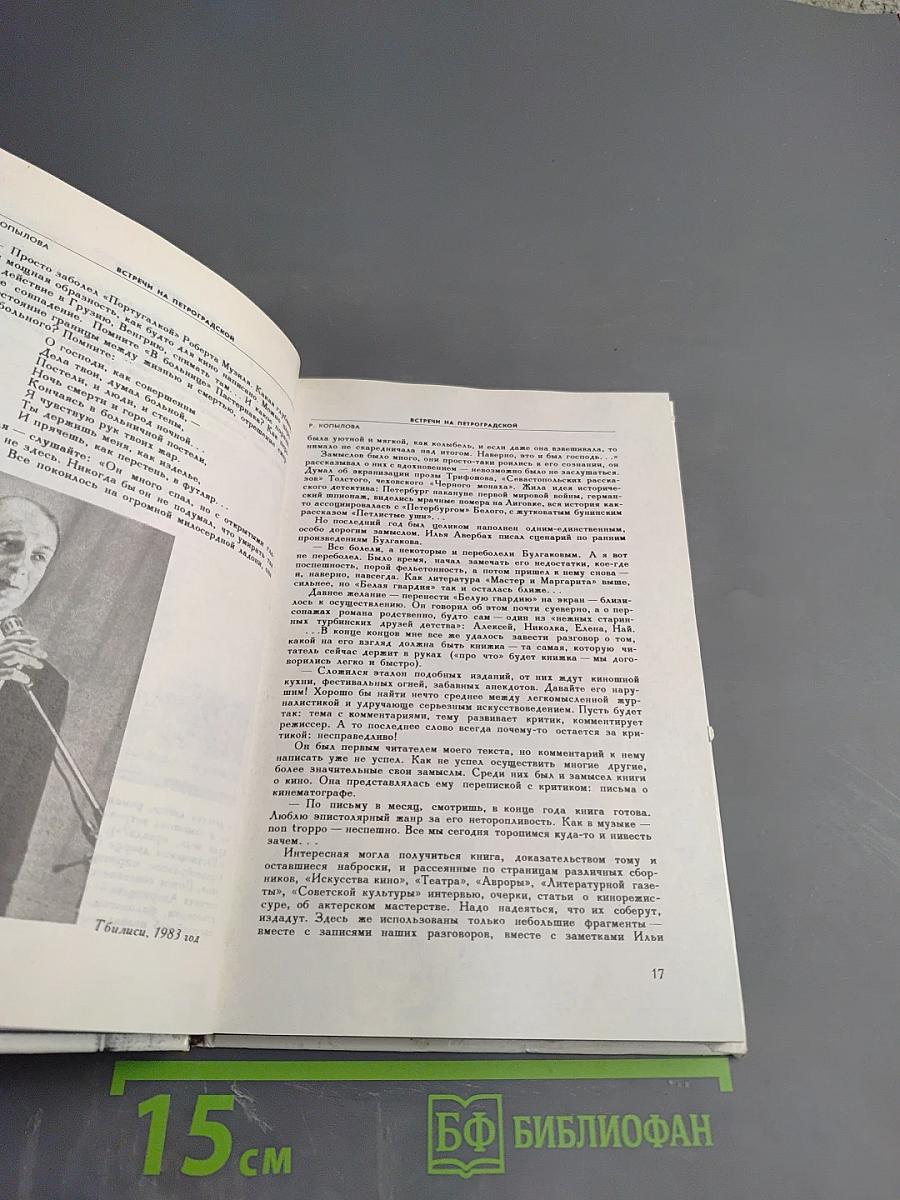 КОПЫЛОВА
ВСТРЕЧИ НА ПЕТРОГРАДСКОЙ
— Просто заболел «Португалкой» Роберта Музиля. Какая
мощная образность, как будто для кино написано. Можно
действие в Грузию, Венгрию, снимать там... И какое
совпадение. Помните «В больнице» Пастернака? Как
границы между жизнью и смертью,
больного? Помните:
О господи, как совершенны
Дела твои, думал больной,—
Постели, и люди, и стены,
Ночь смерти и город ночной...
Кончаясь в больничной постели,
Я чувствую рук твоих жар.
Ты держишь меня, как изделье,
И прячешь, как перстень, в футляр.
— слушайте: «Он много спал, но с открытыми
не здесь. Никогда бы он не подумал, что умирать так
Все покоилось на огромной милосердной ладони,
Тбилиси, 1983 год
Р. КОПЫЛОВА
ВСТРЕЧИ НА ПЕТРОГРАДСКОЙ
была уютной и мягкой, как колыбель, и если даже она взвешивала, то
нимало не скаредничала над итогом. Наверно, это и был господь...»
Замыслов было много, они просто-таки роились в его сознании, он
рассказывал о них с вдохновением — невозможно было не заслушаться.
Думал об экранизации прозы Трифонова, «Севастопольских расска-
зов» Толстого, чеховского «Черного монаха». Жила идея историче-
ского детектива: Петербург накануне первой мировой войны, герман-
ский шпионаж, виделись мрачные номера на Лиговке, вся история как-
то ассоциировалась с «Петербургом» Белого, с жутковатым бунинским
рассказом «Петлистые уши»...
Но последний год был целиком наполнен одним-единственным,
особо дорогим замыслом. Илья Авербах писал сценарий по ранним
произведениям Булгакова.
— Все болели, а некоторые и переболели Булгаковым. А я вот
не переболел. Было время, начал замечать его недостатки, кое-где
поспешность, порой фельетонность, а потом пришел к нему снова —
и, наверно, навсегда. Как литература «Мастер и Маргарита» выше,
сильнее, но «Белая гвардия» так и осталась ближе...
Давнее желание — перенести «Белую гвардию» на экран — близи-
лось к осуществлению. Он говорил об этом почти суеверно, а о пер-
сонажах романа родственно, будто сам — один из «нежных старин-
ных турбинских друзей детства»: Алексей, Николка, Елена, Най.
...В конце концов мне все же удалось завести разговор о том,
какой на его взгляд должна быть книжка — та самая, которую чи-
татель сейчас держит в руках («про что» будет книжка — мы дого-
ворились легко и быстро).
— Сложился эталон подобных изданий, от них ждут киношной
кухни, фестивальных огней, забавных анекдотов. Давайте его нару-
шим! Хорошо бы найти нечто среднее между легкомысленной жур-
налистикой и удручающе серьезным искусствоведением. Пусть будет
так: тема с комментариями, тему развивает критик, комментирует
режиссер. А то последнее слово всегда почему-то остается за кри-
тикой: несправедливо!
Он был первым читателем моего текста, но комментарий к нему
написать уже не успел. Как не успел осуществить многие другие,
более значительные свои замыслы. Среди них был и замысел книги
о кино. Она представлялась ему перепиской с критиком: письма о
кинематографе.
— По письму в месяц, смотришь, в конце года книга готова.
Люблю эпистолярный жанр за его неторопливость. Как в музыке —
non troppo — неспешно. Все мы сегодня торопимся куда-то и нивесть
зачем...
Интересная могла получиться книга, доказательством тому и
оставшиеся наброски, и рассеянные по страницам различных сбор-
ников, «Искусства кино», «Театра», «Авроры», «Литературной газе-
ты», «Советской культуры» интервью, очерки, статьи о кинорежис-
суре, об актерском мастерстве. Надо надеяться, что их соберут,
издадут. Здесь же использованы только небольшие фрагменты —
вместе с записями наших разговоров, вместе с заметками Ильи
17
15 см
БФ БИБЛИОФАН